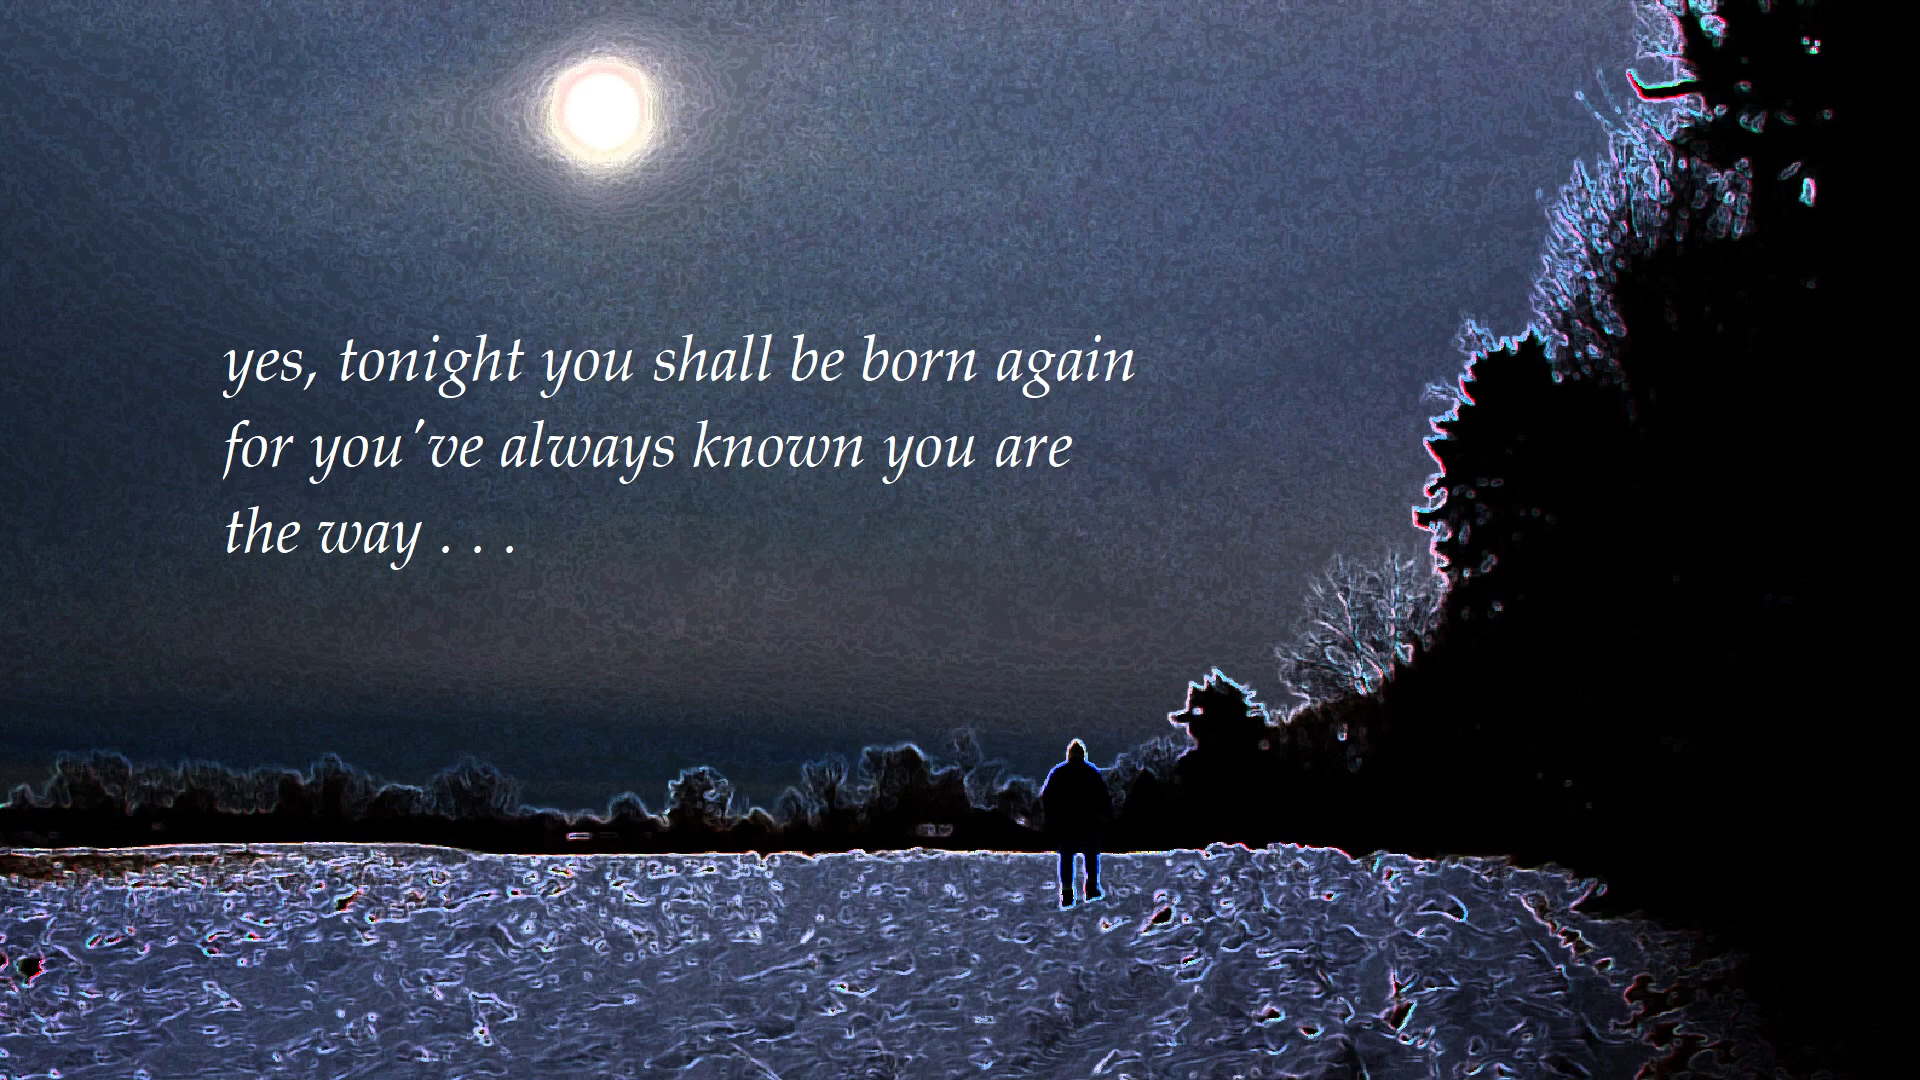 yes, tonight you shall be born again
for you've always known you are
the way . . .